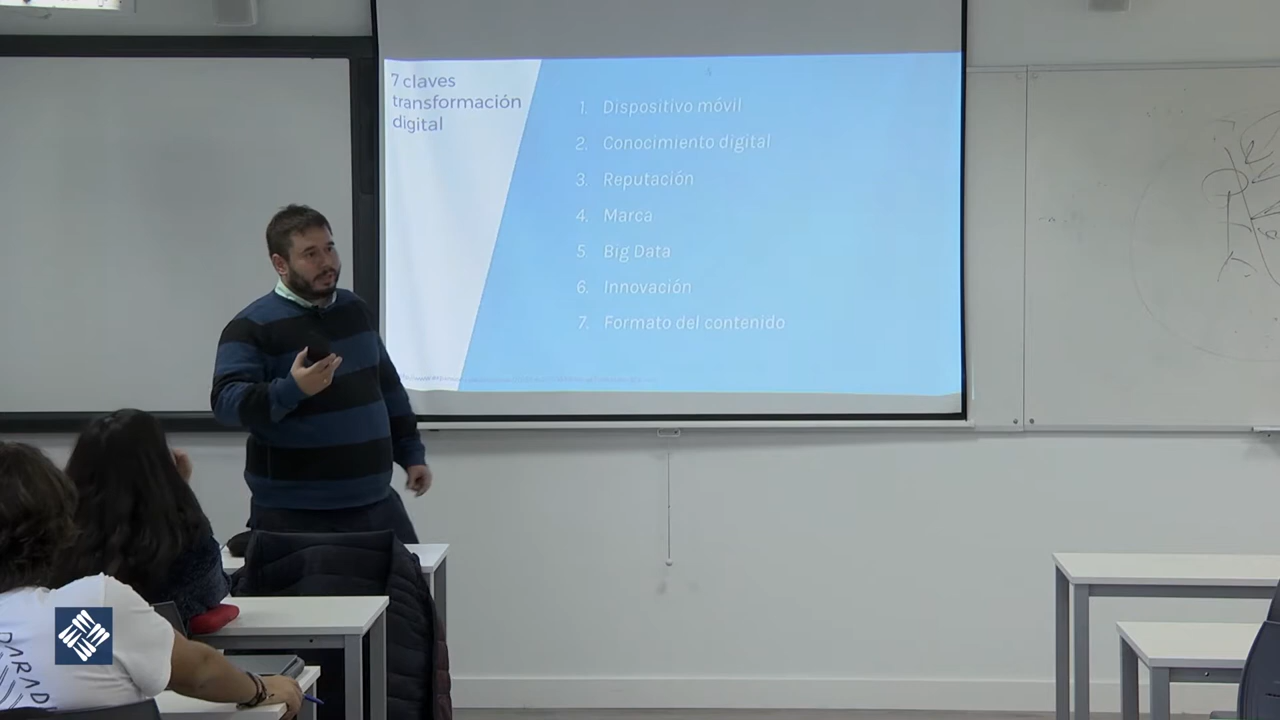 7 claves
transformación
digital
1. Dispositivo móvil
2. Conocimiento digital
3. Reputación
4. Marca
5 Big Data
6. Innovación
7. Formato del contenido